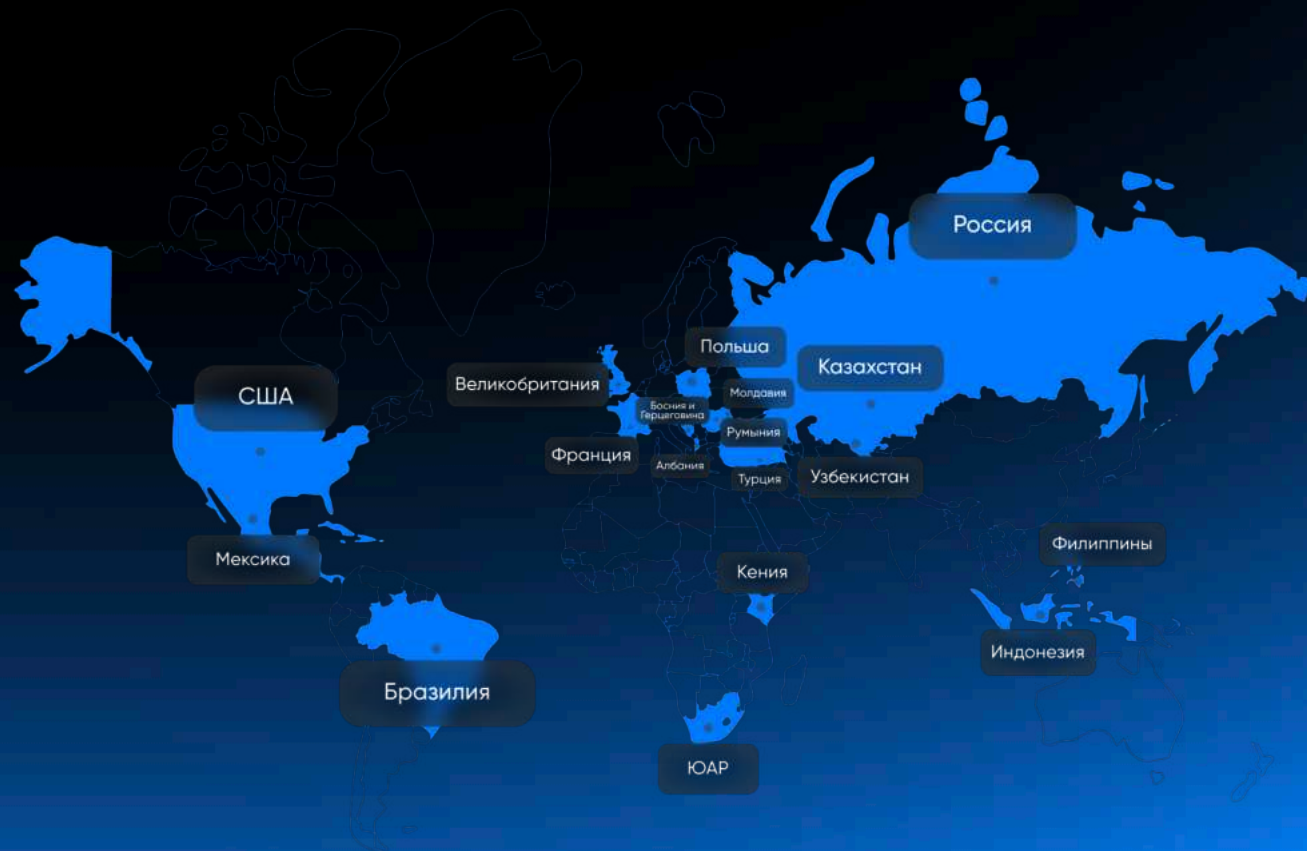 Россия
Польша
Казахстан
Великобритания
США
Молдавия
Босния и
Герцеговина
Румыния
Франция
Албания
Турция
Узбекистан
Мексика
Филиппины
Кения
Индонезия
Бразилия
ЮАР